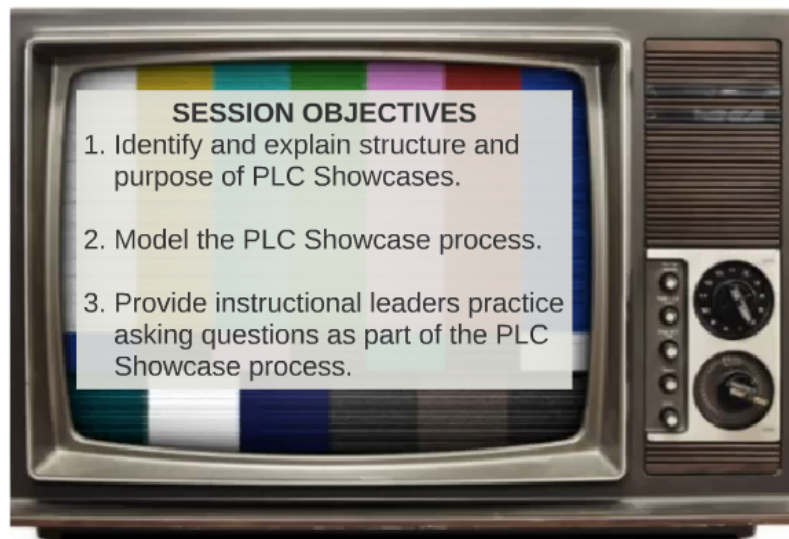 SESSION OBJECTIVES
1. Identify and explain structure and
purpose of PLC Showcases.
2. Model the PLC Showcase process.
3. Provide instructional leaders practice
asking questions as part of the PLC
Showcase process.